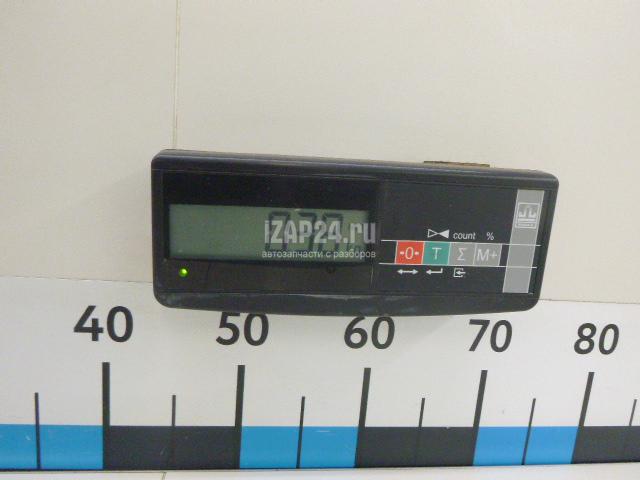 iZAP24.ru
автозапчасти с разборов
count %
→0← T Σ M+
40 50 60 70 80